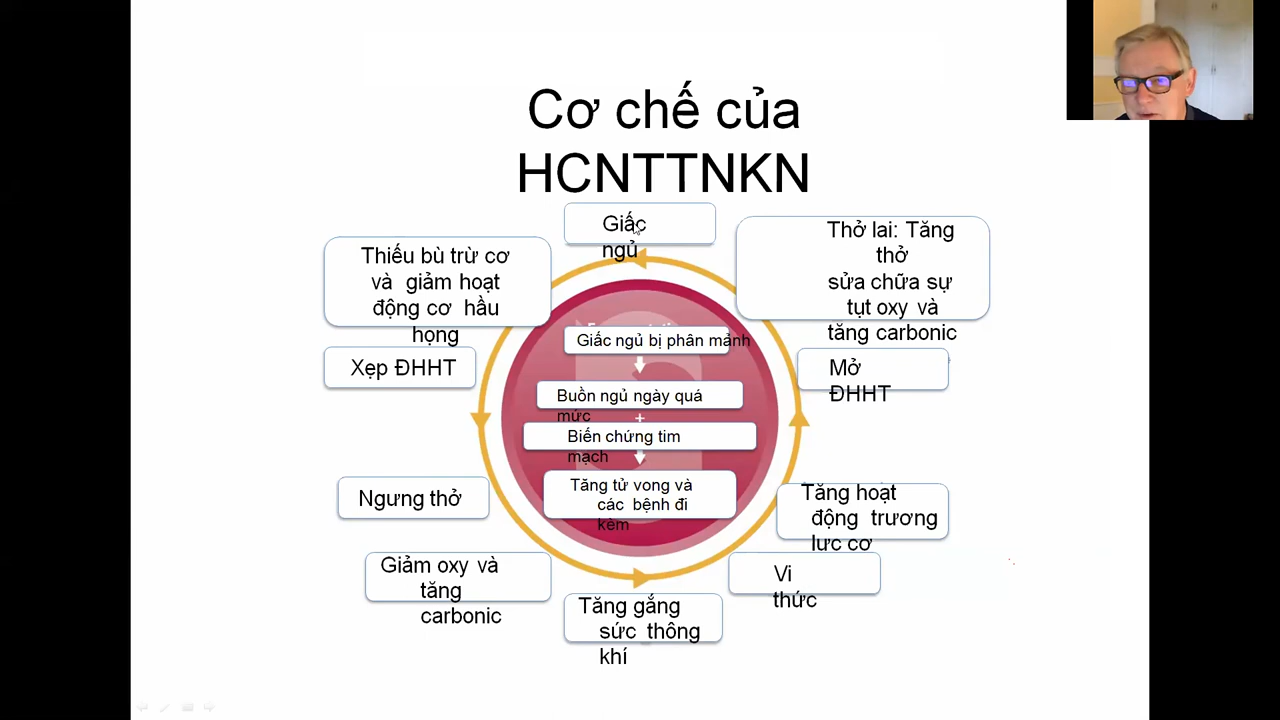 Cơ chế của
HCNTTNKN
Giấc
ngủ
Thở lai: Tăng
thở
sửa chữa sự
tụt oxy và
tăng carbonic
Thiếu bù trừ cơ
và giảm hoạt
động cơ hầu
họng
Giấc ngủ bị phân mảnh
Xẹp ĐHHT
Mở
ĐHHT
Buồn ngủ ngày quá
mức
+
Biến chứng tim
mạch
Tăng tử vong và
các bệnh đi
kèm
Ngưng thở
Tăng hoạt
động trương
lưc cơ
Giảm oxy và
tăng
carbonic
Vi
thức
Tăng gắng
sức thông
khí